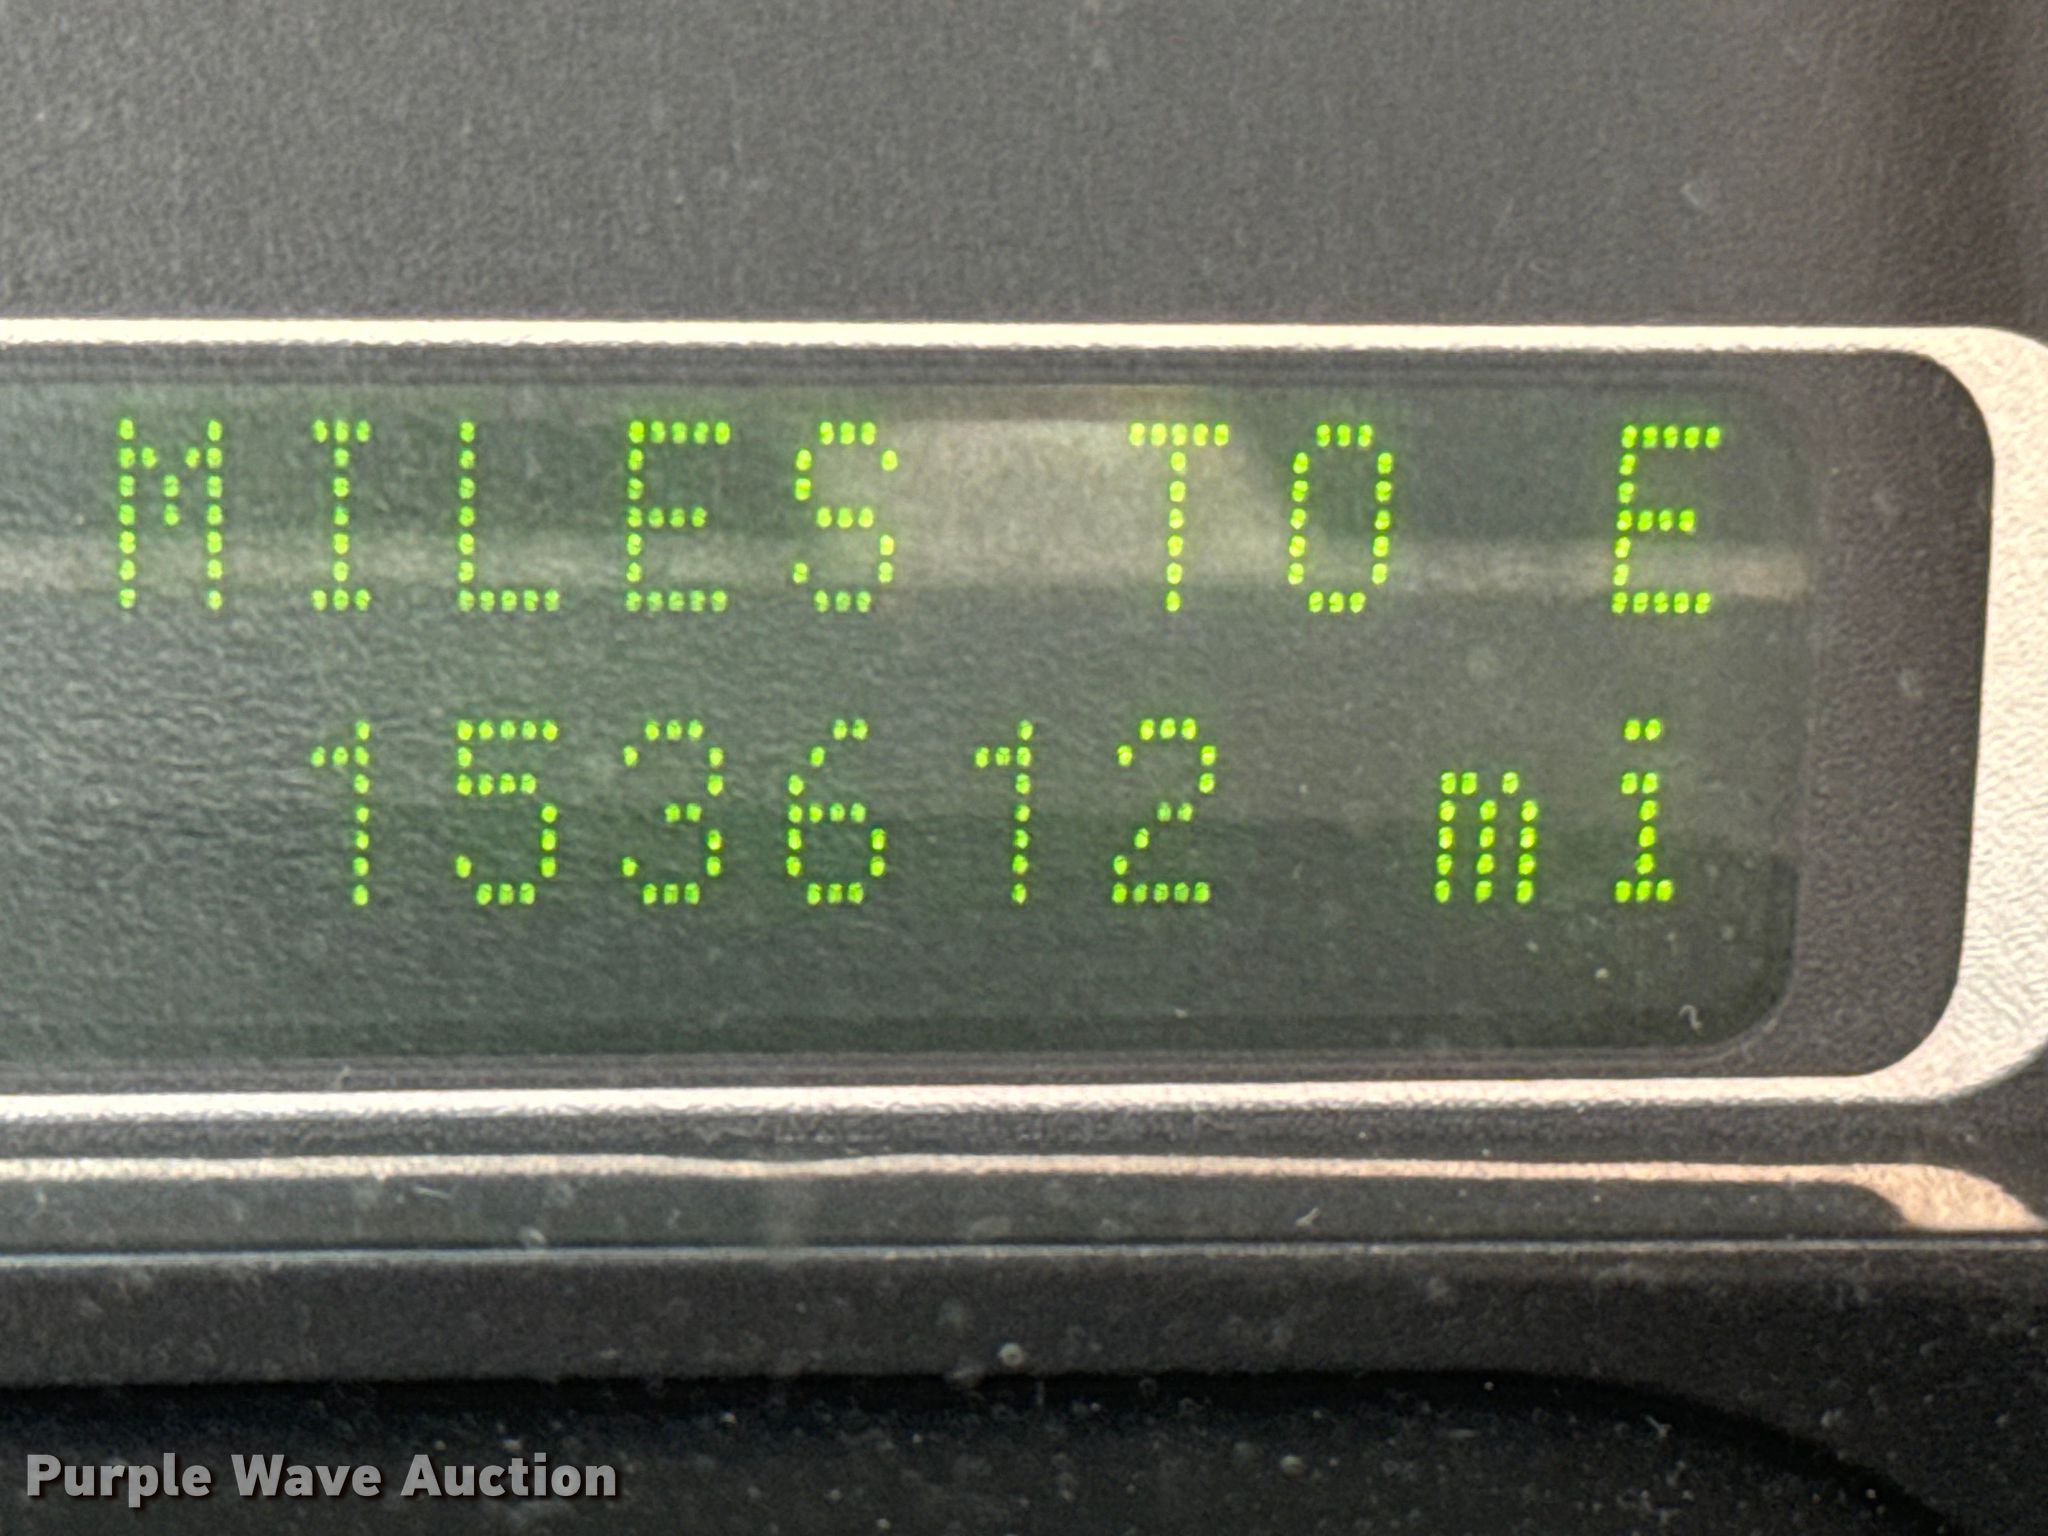 MILES TO E
153612 mi
Purple Wave Auction